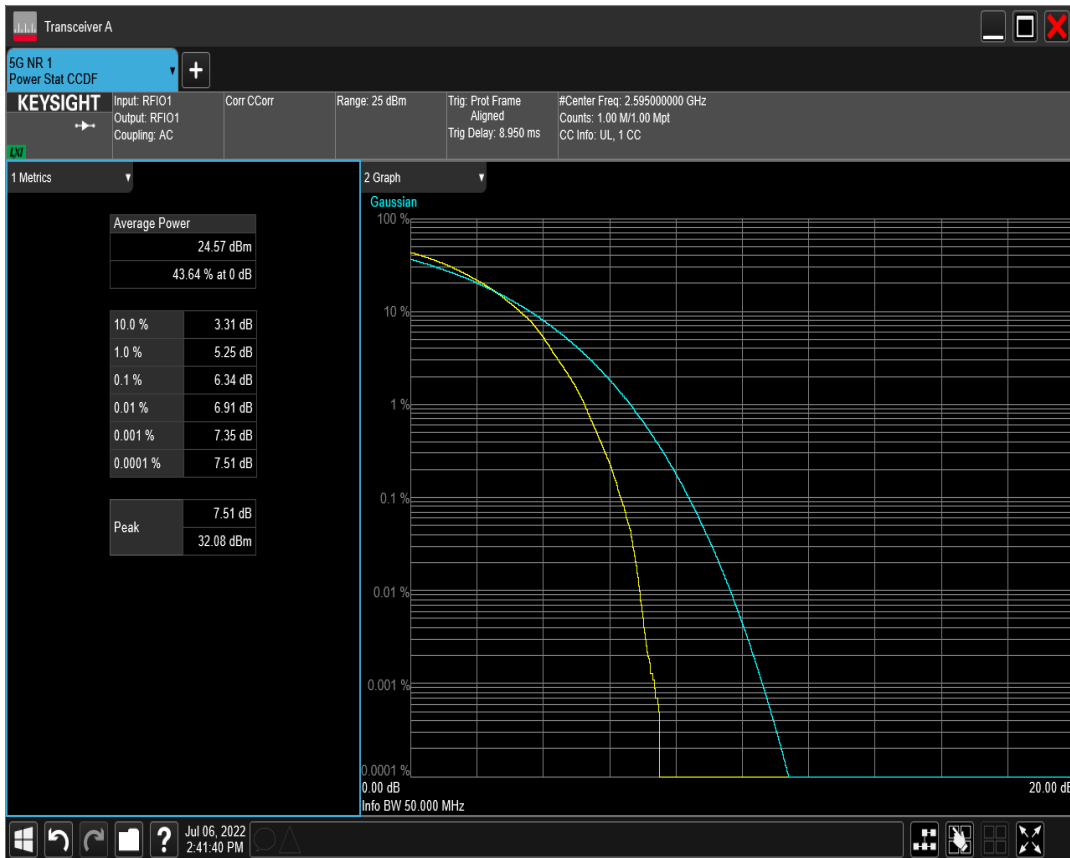 Transceiver A
5G NR 1
Power Stat CCDF
KEYSIGHT
LXI
Input: RFIO1
Output: RFIO1
Coupling: AC
Corr CCorr
Range: 25 dBm
Trig: Prot Frame
Aligned
Trig Delay: 8.950 ms
#Center Freq: 2.595000000 GHz
Counts: 1.00 M/1.00 Mpt
CC Info: UL, 1 CC
1 Metrics
Average Power
24.57 dBm
43.64 % at 0 dB
10.0 % 3.31 dB
1.0 % 5.25 dB
0.1 % 6.34 dB
0.01 % 6.91 dB
0.001 % 7.35 dB
0.0001 % 7.51 dB
Peak
7.51 dB
32.08 dBm
2 Graph
Gaussian
100 %
10 %
1 %
0.1 %
0.01 %
0.001 %
0.0001 %
0.00 dB 20.00 dB
Info BW 50.000 MHz
Jul 06, 2022
2:41:40 PM